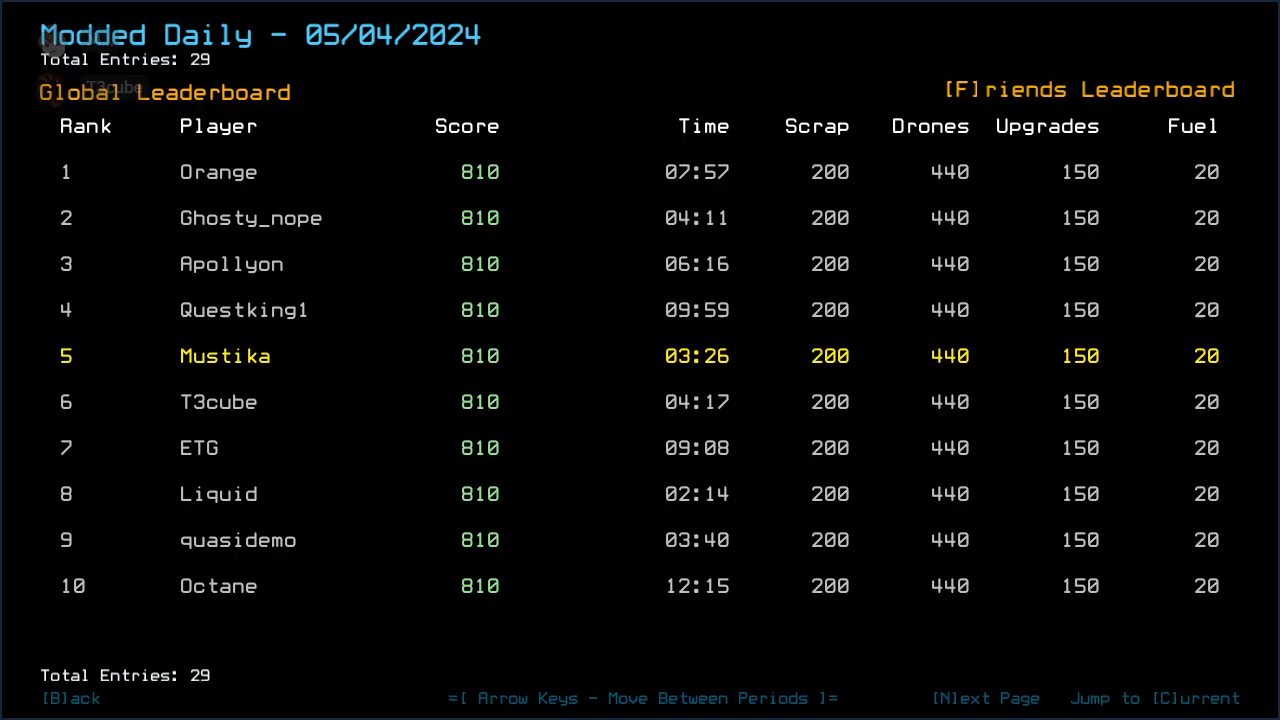 Modded Daily - 05/04/2024
Total Entries: 29
T3cube
Global Leaderboard [F]riends Leaderboard
Rank Player Score Time Scrap Drones Upgrades Fuel
1 Orange 810 07:57 200 440 150 20
2 Ghosty_nope 810 04:11 200 440 150 20
3 Apollyon 810 06:16 200 440 150 20
4 Questking1 810 09:59 200 440 150 20
5 Mustika 810 03:26 200 440 150 20
6 T3cube 810 04:17 200 440 150 20
7 ETG 810 09:08 200 440 150 20
8 Liquid 810 02:14 200 440 150 20
9 quasidemo 810 03:40 200 440 150 20
10 Octane 810 12:15 200 440 150 20
Total Entries: 29
[B]ack =[ Arrow Keys - Move Between Periods ]= [N]ext Page Jump to [C]urrent